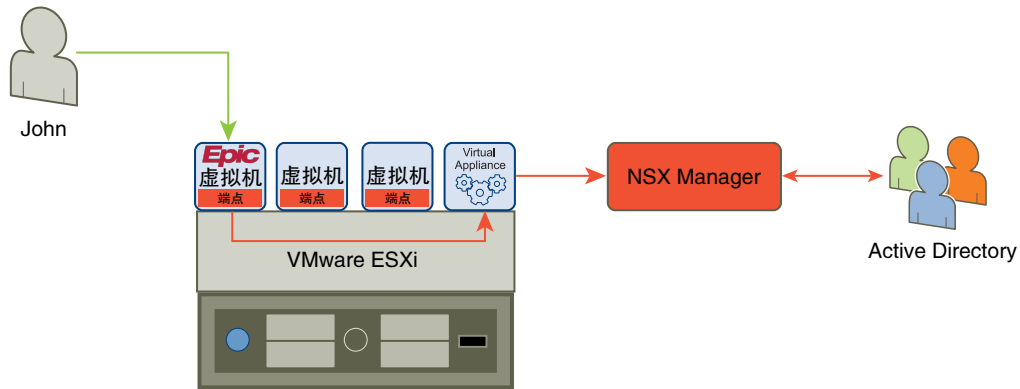 John
Epic
虚拟机
端点
虚拟机
端点
虚拟机
端点
Virtual
Appliance
NSX Manager
Active Directory
VMware ESXi